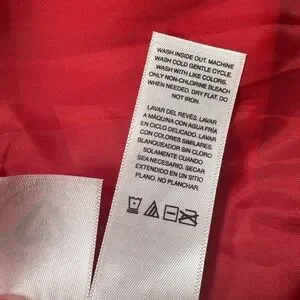 WASH INSIDE OUT. MACHINE
WASH COLD GENTLE CYCLE.
WASH WITH LIKE COLORS.
ONLY NON-CHLORINE BLEACH
WHEN NEEDED. DRY FLAT. DO
NOT IRON.
LAVAR DEL REVÉS. LAVAR
A MÁQUINA CON AGUA FRÍA
EN CICLO DELICADO. LAVAR
CON COLORES SIMILARES.
BLANQUEADOR SIN CLORO
SOLAMENTE CUANDO
SEA NECESARIO. SECAR
EXTENDIDO EN UN SITIO
PLANO. NO PLANCHAR.